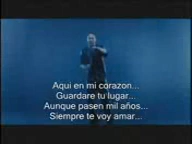 Aqui en mi corazon...
Guardare tu lugar...
Aunque pasen mil años...
Siempre te voy amar...